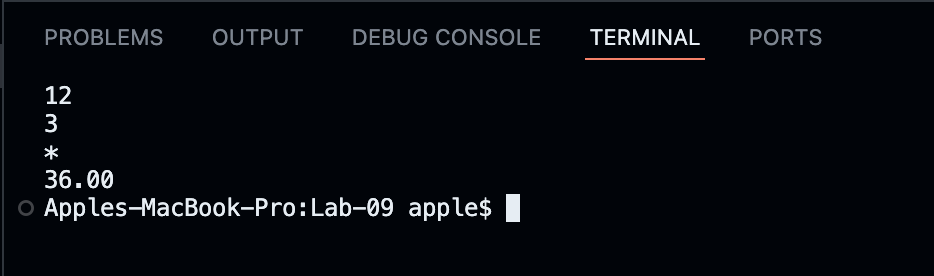 PROBLEMS OUTPUT DEBUG CONSOLE TERMINAL PORTS
12
3
*
36.00
Apples-MacBook-Pro:Lab-09 apple$